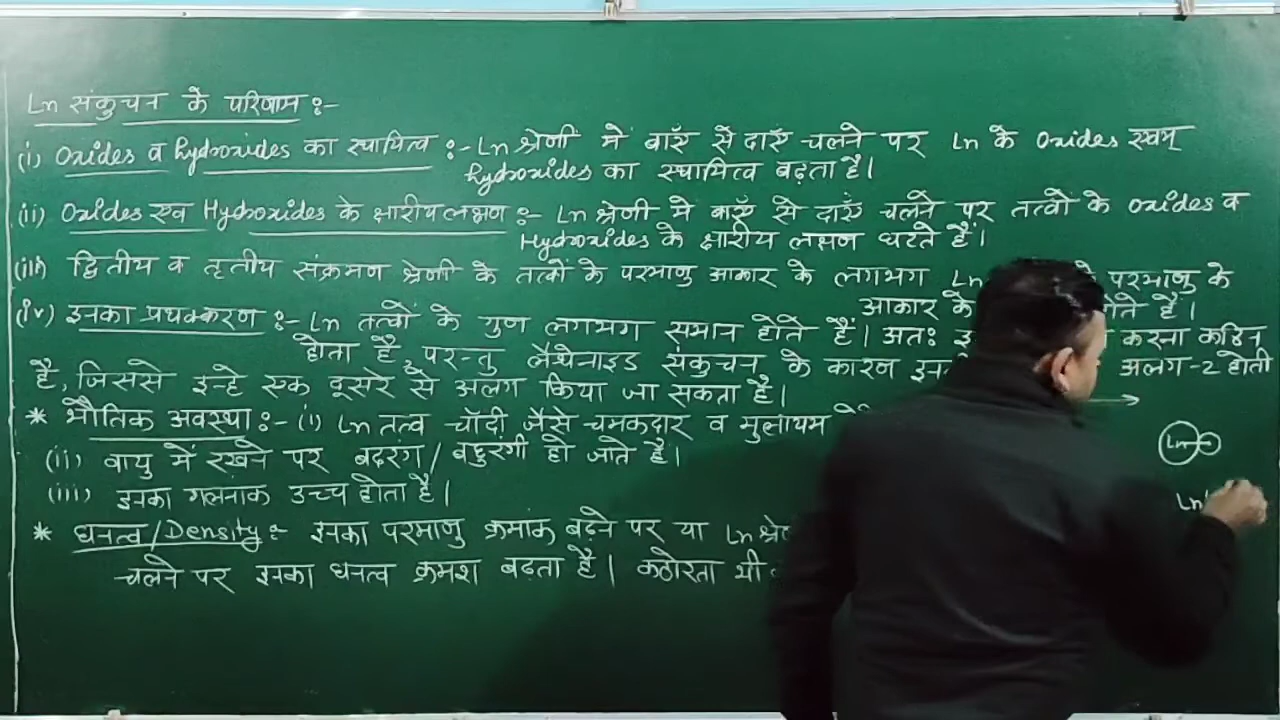 Ln संकुचन के परिणाम :-
(i) Oxides व hydroxides का स्थायित्व :- Ln श्रेणी में बाएँ से दाएँ चलने पर Ln के Oxides एवम्
hydroxides का स्थायित्व बढ़ता है।
(ii) Oxides एव Hydroxides के क्षारीय लक्षण :- Ln श्रेणी में बाएँ से दाएँ चलने पर तत्वों के Oxides व
Hydroxides के क्षारीय लक्षण घटते हैं।
(iii) द्वितीय व तृतीय संक्रमण श्रेणी के तत्वों के परमाणु आकार के लगभग Ln परमाणु के
आकार के होते हैं।
(iv) इनका प्रथक्करण :- Ln तत्वों के गुण लगभग समान होते हैं। अतः करना कठिन
होता है, परन्तु लैन्थेनाइड संकुचन के कारण अलग-2 होती
है, जिससे इन्हे एक दूसरे से अलग किया जा सकता है।
* भौतिक अवस्था :- (i) Ln तत्व चाँदी जैसे चमकदार व मुलायम
(ii) वायु में रखने पर बदरंग/बहुरंगी हो जाते है।
(iii) इनका गलनांक उच्च होता है।
Ln
Ln
* घनत्व/Density :- इनका परमाणु क्रमांक बढ़ने पर या Ln
चलने पर इनका घनत्व क्रमश बढ़ता है। कठोरता भी